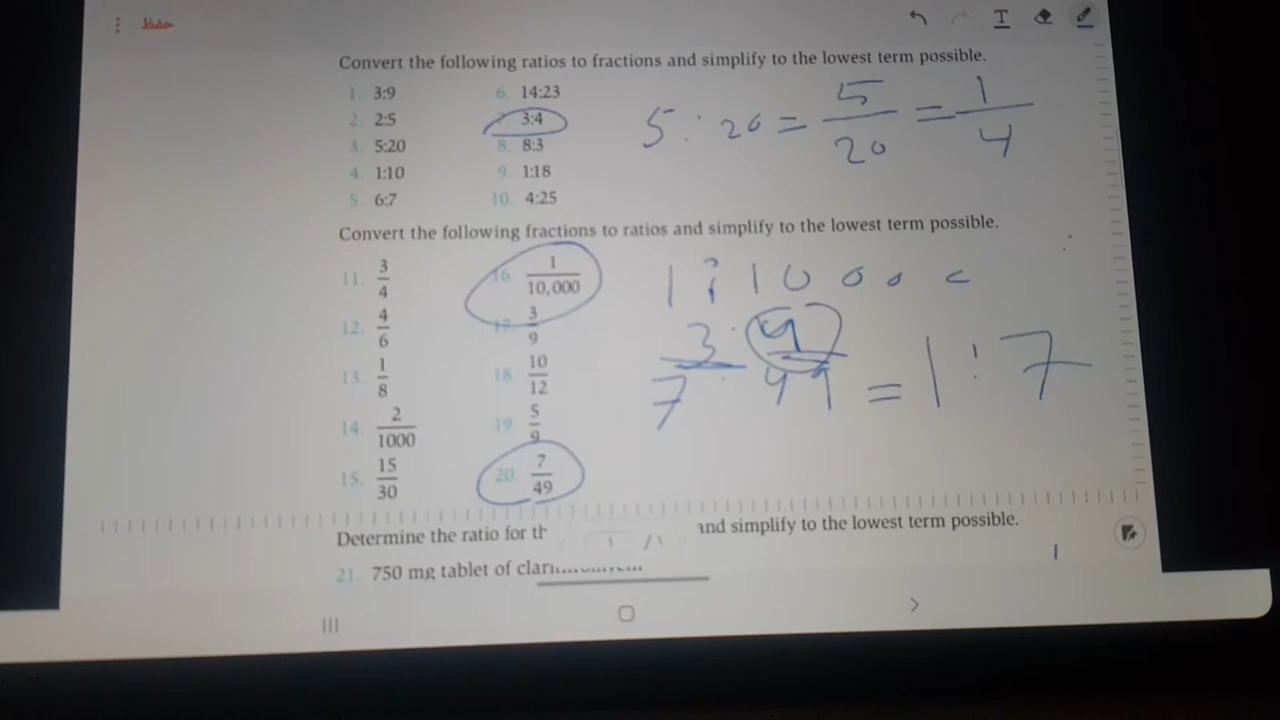 حفظ
T
Convert the following ratios to fractions and simplify to the lowest term possible.
1. 3:9
2. 2:5
3. 5:20
4. 1:10
5. 6:7
6. 14:23
7. 3:4
8. 8:3
9. 1:18
10. 4:25
5 : 20 = 5/20 = 1/4
Convert the following fractions to ratios and simplify to the lowest term possible.
11. 3/4
12. 4/6
13. 1/8
14. 2/1000
15. 15/30
16. 1/10,000
17. 3/9
18. 10/12
19. 5/9
20. 7/49
1 : 1000
= 1 : 7
Determine the ratio for th
and simplify to the lowest term possible.
1 / 1
21. 750 mg tablet of